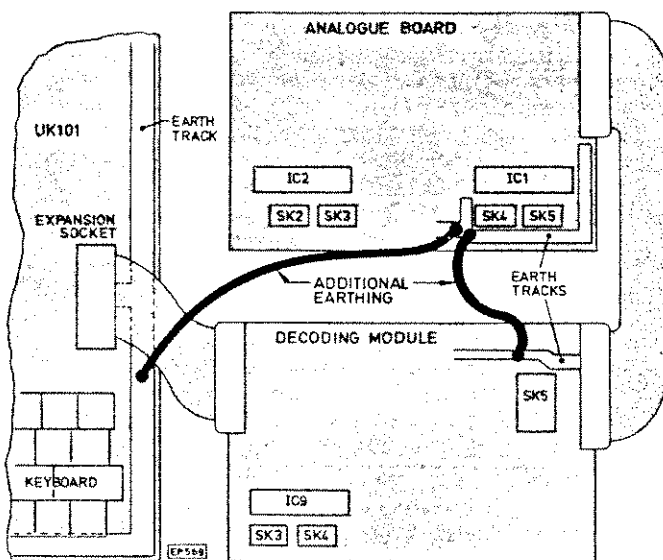 ANALOGUE BOARD
UK101
EARTH
TRACK
IC2
IC1
SK2
SK3
SK4
SK5
EXPANSION
SOCKET
ADDITIONAL
EARTHING
EARTH
TRACKS
DECODING MODULE
SK5
KEYBOARD
IC9
SK3
SK4
EP568